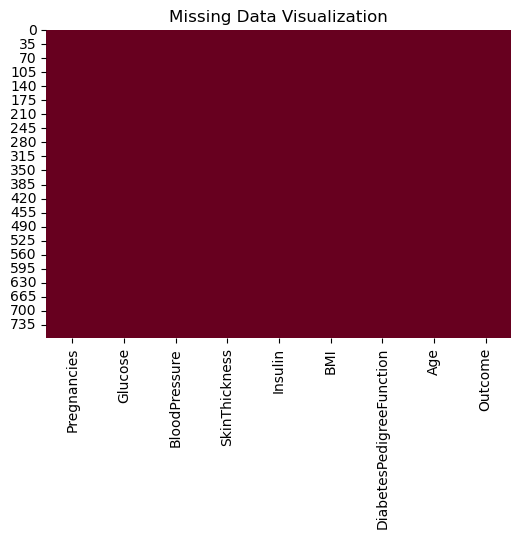 Missing Data Visualization
0
35
70
105
140
175
210
245
280
315
350
385
420
455
490
525
560
595
630
665
700
735
Pregnancies
Glucose
BloodPressure
SkinThickness
Insulin
BMI
DiabetesPedigreeFunction
Age
Outcome